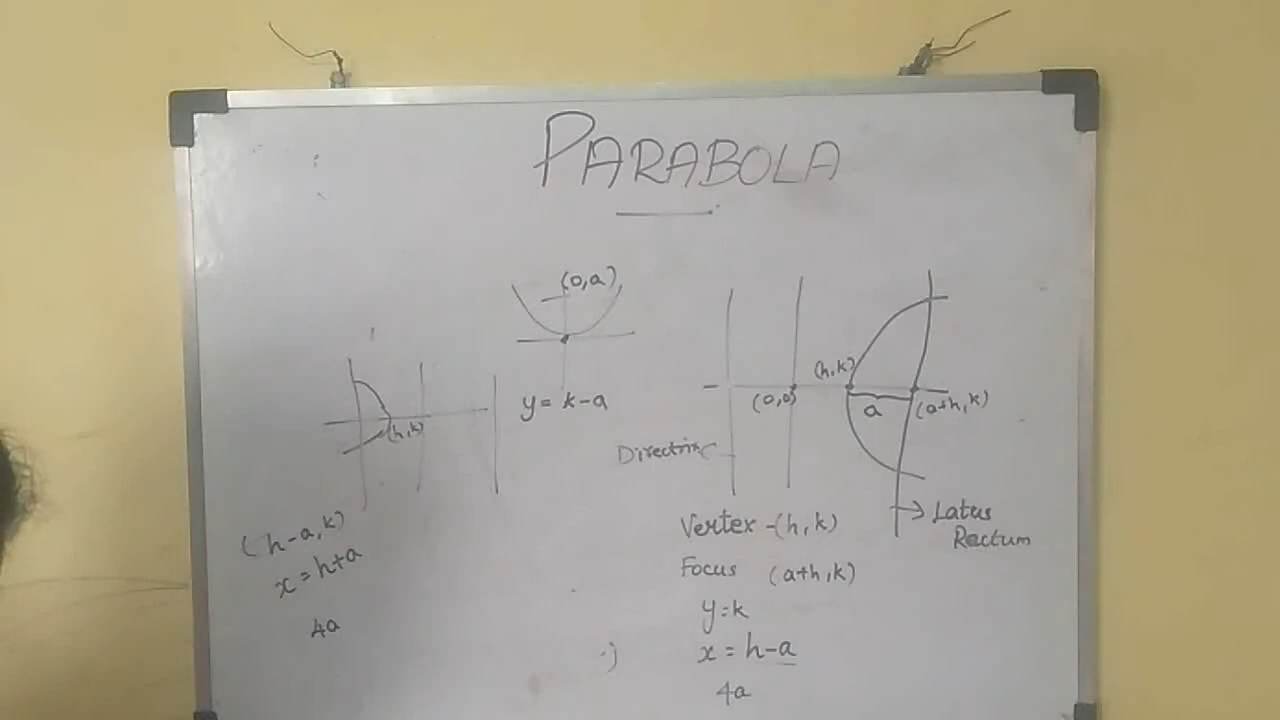 PARABOLA
(0,a)
y = k-a
(h,k)
(h-a,k)
x = h+a
4a
(h,k)
(0,0)
a
(a+h,k)
Directrix
Latus
Rectum
Vertex -(h,k)
Focus (a+h,k)
y=k
x = h-a
4a